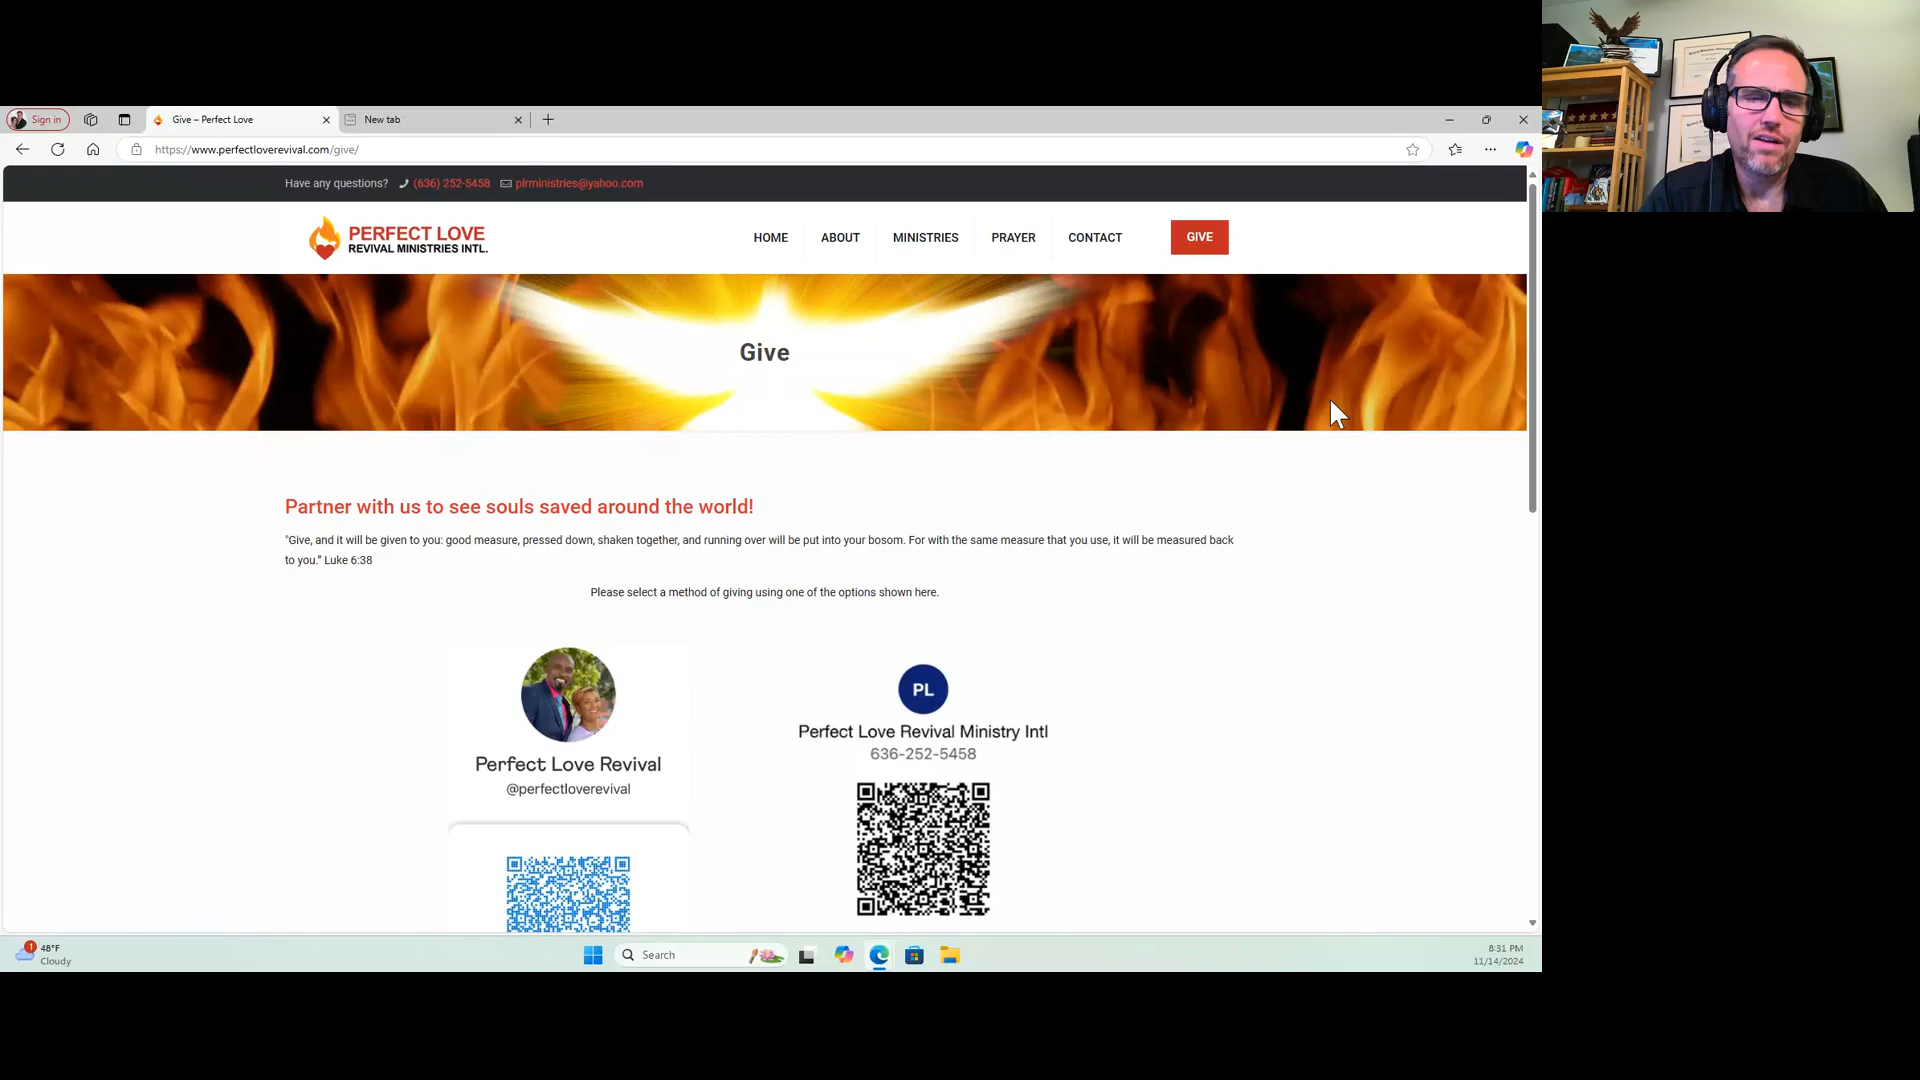 Sign in
Give – Perfect Love
New tab
https://www.perfectloverevival.com/give/
Have any questions? (636) 252-5458 plrministries@yahoo.com
PERFECT LOVE
REVIVAL MINISTRIES INTL.
HOME
ABOUT
MINISTRIES
PRAYER
CONTACT
GIVE
Give
Partner with us to see souls saved around the world!
"Give, and it will be given to you: good measure, pressed down, shaken together, and running over will be put into your bosom. For with the same measure that you use, it will be measured back
to you." Luke 6:38
Please select a method of giving using one of the options shown here.
Perfect Love Revival
@perfectloverevival
PL
Perfect Love Revival Ministry Intl
636-252-5458
1
48°F
Cloudy
Search
8:31 PM
11/14/2024